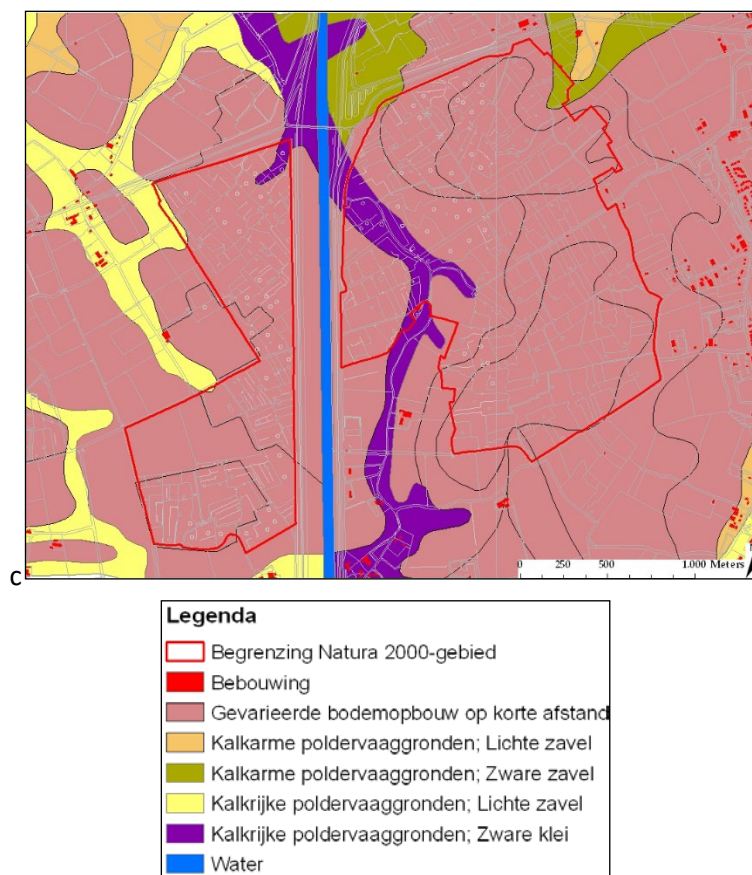 0 250 500 1.000 Meters
c
Legenda
Begrenzing Natura 2000-gebied
Bebouwing
Gevarieerde bodemopbouw op korte afstand
Kalkarme poldervaaggronden; Lichte zavel
Kalkarme poldervaaggronden; Zware zavel
Kalkrijke poldervaaggronden; Lichte zavel
Kalkrijke poldervaaggronden; Zware klei
Water